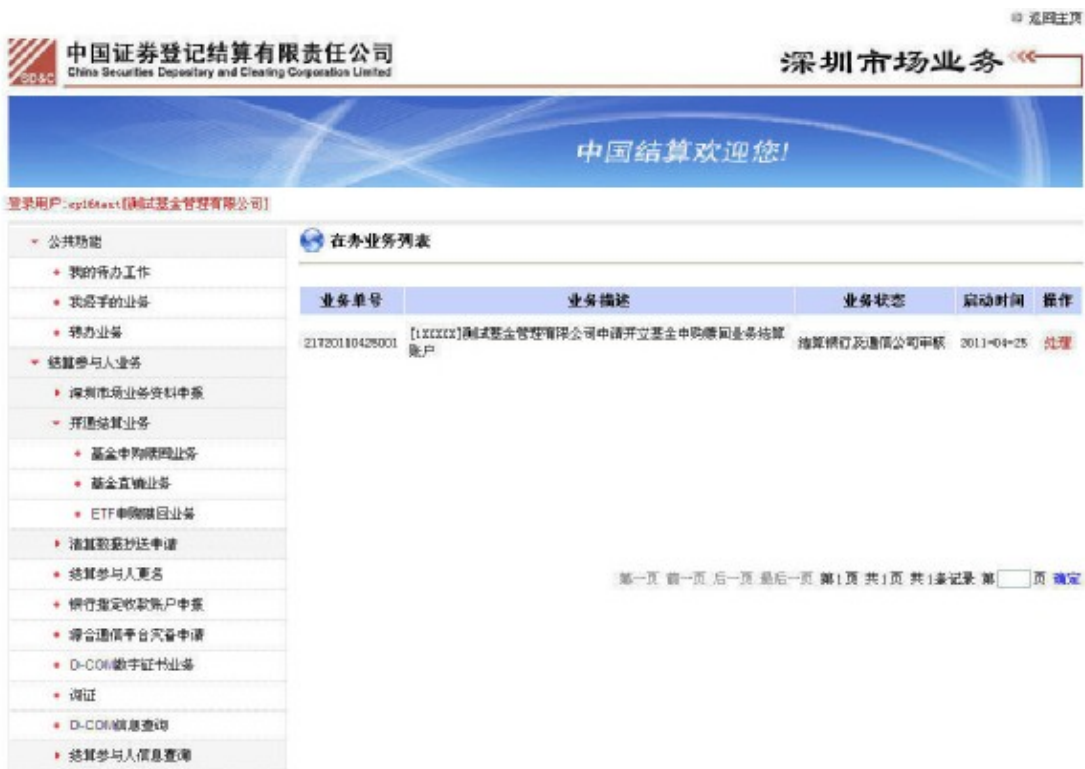 返回主页
中国证券登记结算有限责任公司
China Securities Depository and Clearing Corporation Limited
SD&C
深圳市场业务
中国结算欢迎您!
登录用户:cp16test[测试基金管理有限公司]
公共功能
我的待办工作
我经手的业务
转办业务
结算参与人业务
深圳市场业务资料申报
开通结算业务
基金申购赎回业务
基金直销业务
ETF申购赎回业务
清算数据抄送申请
结算参与人更名
银行指定收款账户申报
综合通信平台灾备申请
D-COM数字证书业务
询证
D-COM信息查询
结算参与人信息查询
在办业务列表
业务单号 业务描述 业务状态 启动时间 操作
21720110425001 [1XXXXX]测试基金管理有限公司申请开立基金申购赎回业务结算账户 结算银行及通信公司审核 2011-04-25 处理
第一页 前一页 后一页 最后一页 第1页 共1页 共1条记录 第 页 确定